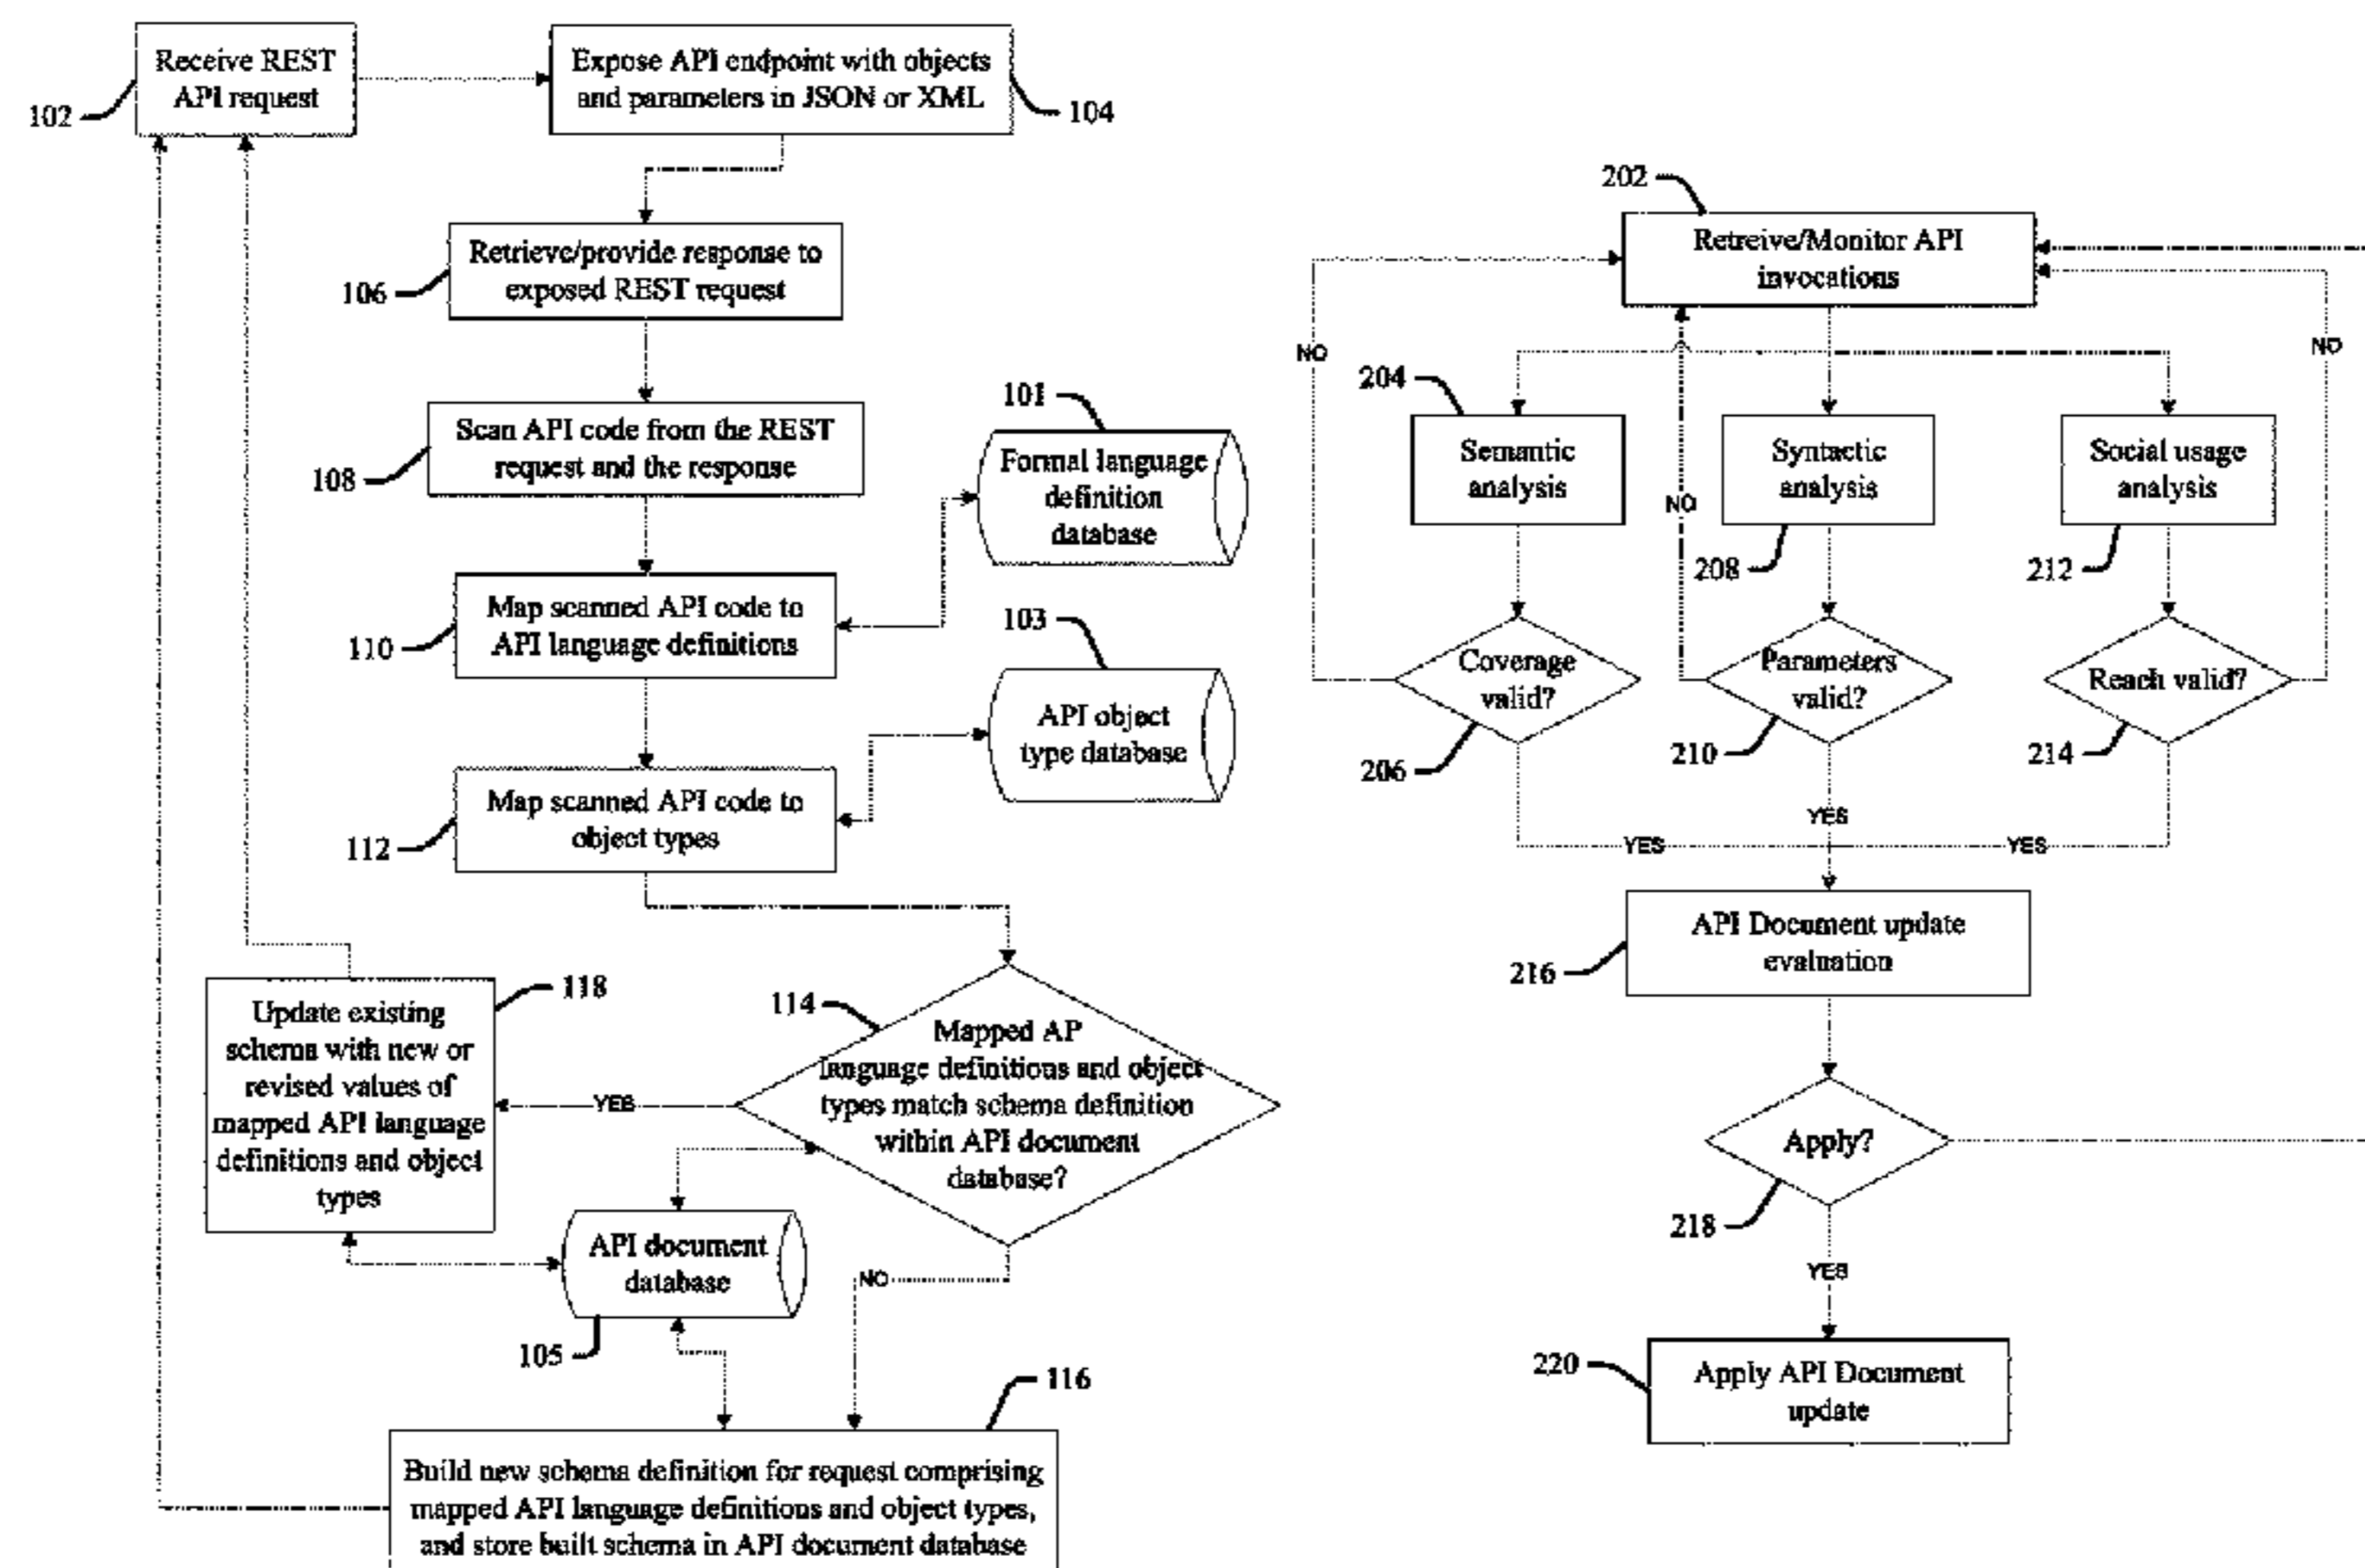 Receive REST
API request
102
Expose API endpoint with objects
and parameters in JSON or XML
104
Retrieve/provide response to
exposed REST request
106
Scan API code from the REST
request and the response
108
101
Formal language
definition
database
Map scanned API code to
API language definitions
110
103
API object
type database
Map scanned API code to
object types
112
114
Mapped AP
language definitions and object
types match schema definition
within API document
database?
YES
118
Update existing
schema with new or
revised values of
mapped API language
definitions and object
types
API document
database
105
NO
116
Build new schema definition for request comprising
mapped API language definitions and object types,
and store built schema in API document database
202
Retreive/Monitor API
invocations
NO
NO
NO
204
Semantic
analysis
Syntactic
analysis
208
Social usage
analysis
212
Coverage
valid?
206
Parameters
valid?
210
Reach valid?
214
YES
YES
YES
API Document update
evaluation
216
Apply?
218
YES
220
Apply API Document
update